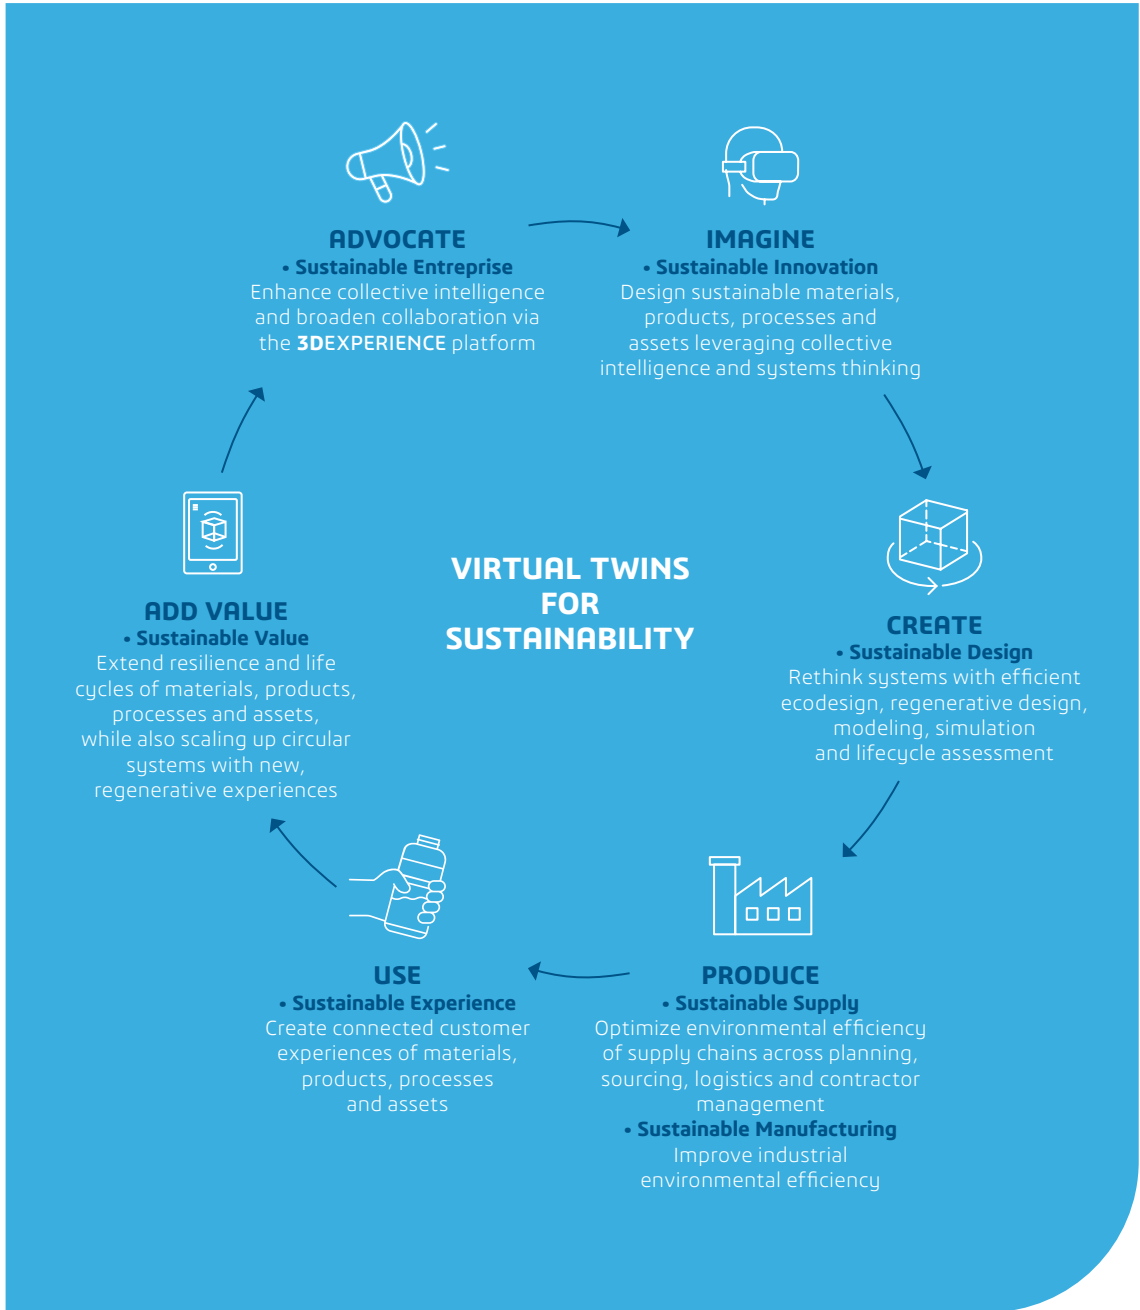 ADVOCATE
• Sustainable Entreprise
Enhance collective intelligence
and broaden collaboration via
the 3DEXPERIENCE platform
IMAGINE
• Sustainable Innovation
Design sustainable materials,
products, processes and
assets leveraging collective
intelligence and systems thinking
VIRTUAL TWINS
FOR
SUSTAINABILITY
ADD VALUE
• Sustainable Value
Extend resilience and life
cycles of materials, products,
processes and assets,
while also scaling up circular
systems with new,
regenerative experiences
CREATE
• Sustainable Design
Rethink systems with efficient
ecodesign, regenerative design,
modeling, simulation
and lifecycle assessment
USE
• Sustainable Experience
Create connected customer
experiences of materials,
products, processes
and assets
PRODUCE
• Sustainable Supply
Optimize environmental efficiency
of supply chains across planning,
sourcing, logistics and contractor
management
• Sustainable Manufacturing
Improve industrial
environmental efficiency